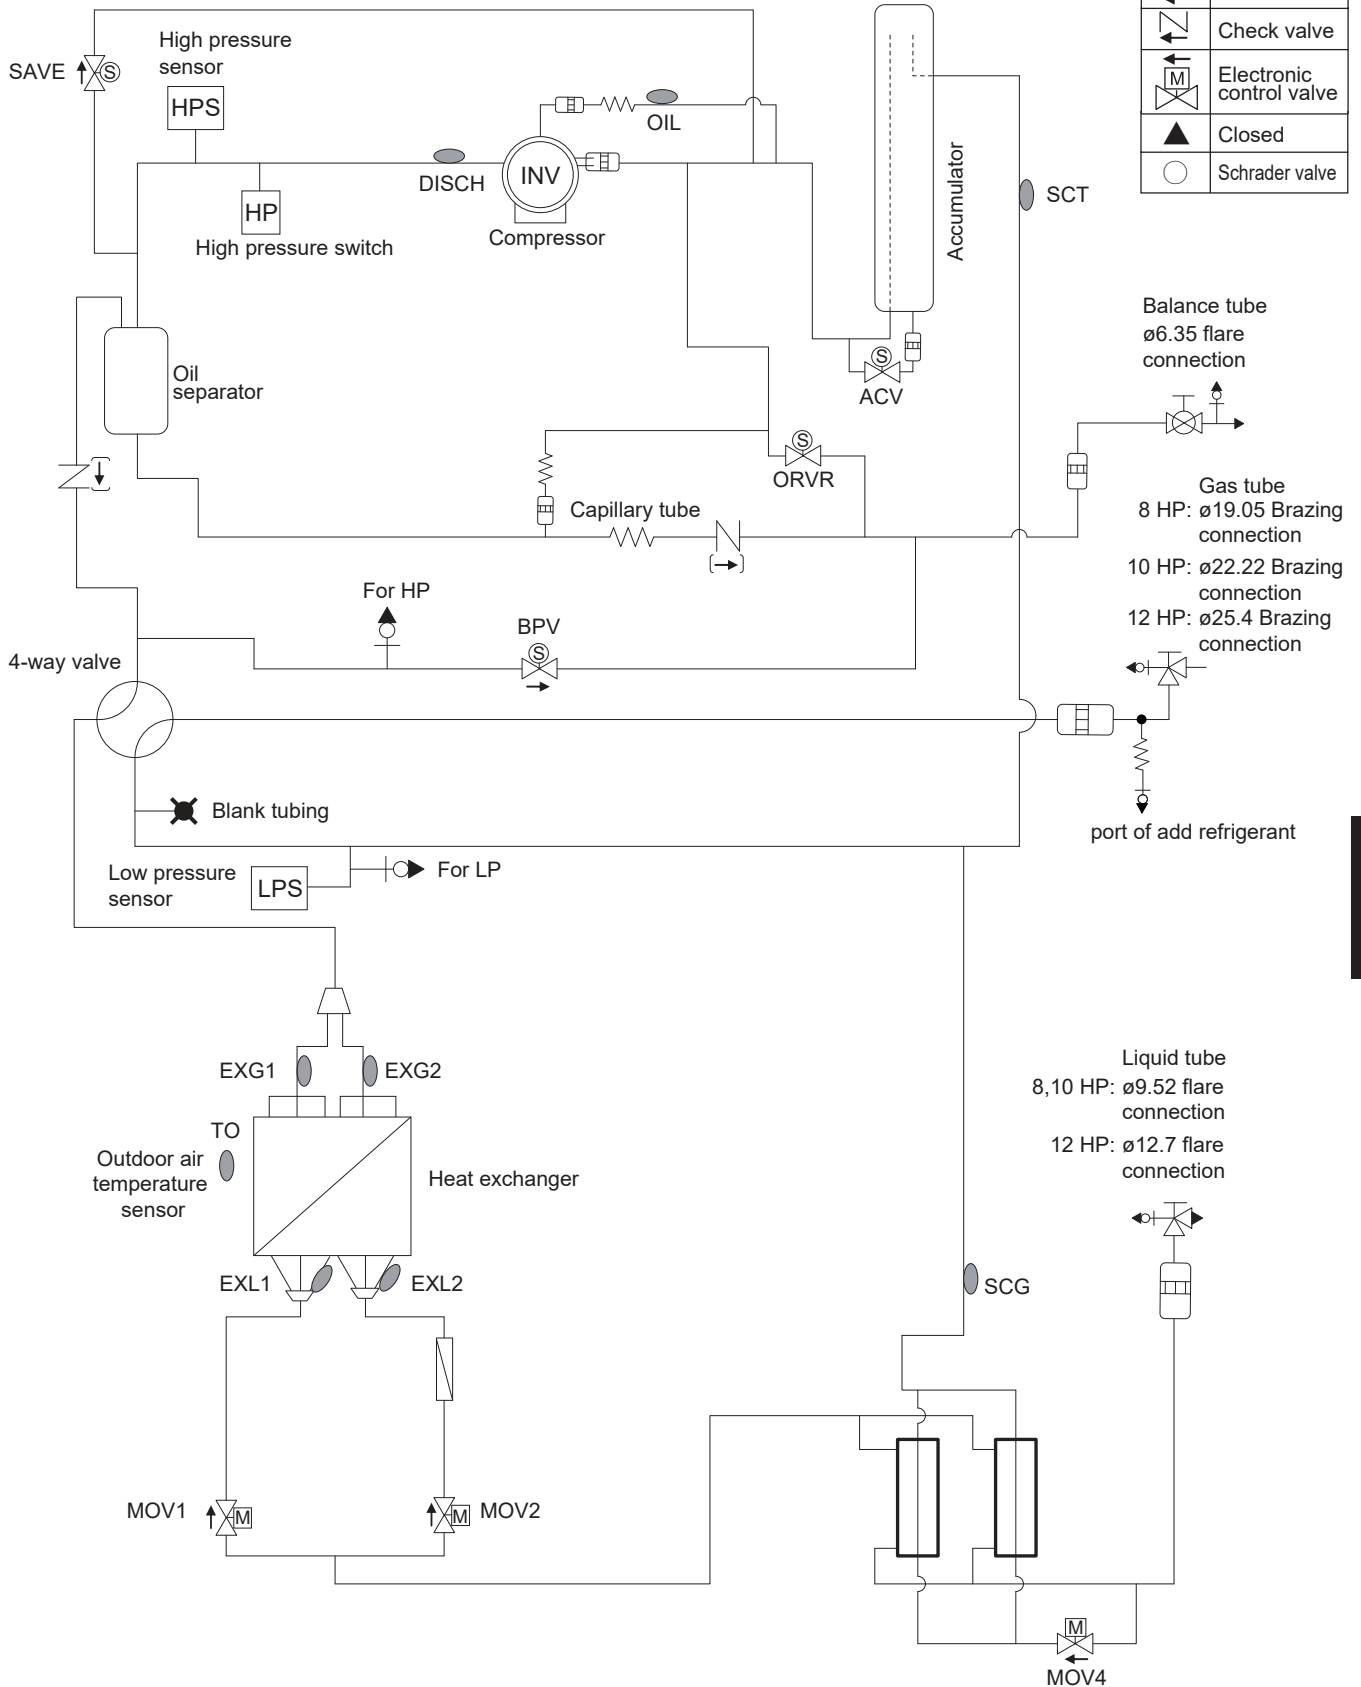 Check valve
M
Electronic
control valve
Closed
Schrader valve
SAVE
S
High pressure
sensor
HPS
OIL
DISCH
INV
HP
High pressure switch
Compressor
Accumulator
SCT
Oil
separator
S
ACV
Balance tube
ø6.35 flare
connection
S
ORVR
Capillary tube
Gas tube
8 HP: ø19.05 Brazing
connection
10 HP: ø22.22 Brazing
connection
12 HP: ø25.4 Brazing
connection
For HP
BPV
S
4-way valve
Blank tubing
port of add refrigerant
Low pressure
sensor
LPS
For LP
EXG1
EXG2
TO
Outdoor air
temperature
sensor
Heat exchanger
EXL1
EXL2
Liquid tube
8,10 HP: ø9.52 flare
connection
12 HP: ø12.7 flare
connection
SCG
MOV1
M
M
MOV2
M
MOV4